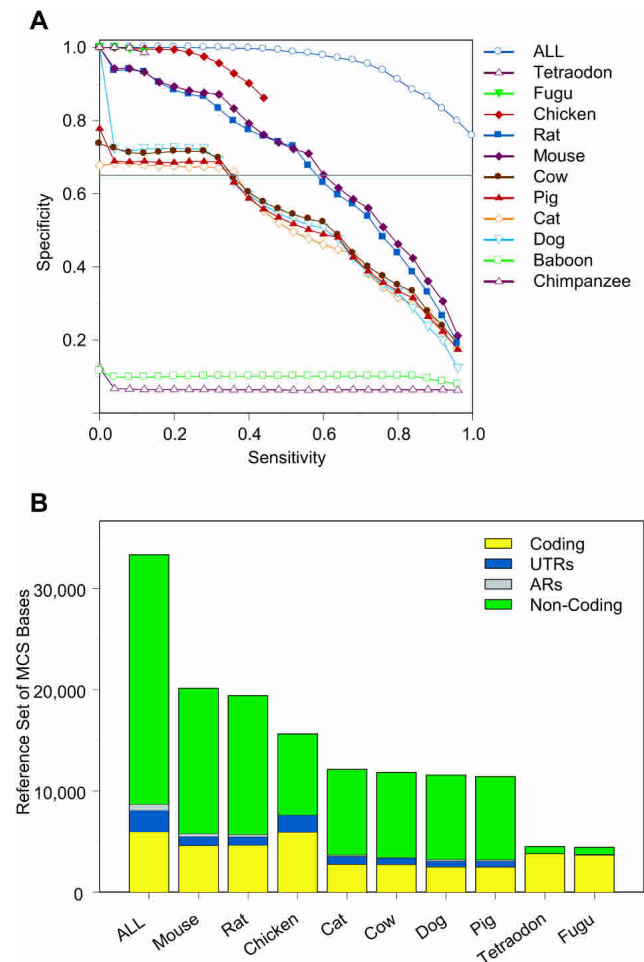 A
1.0
0.8
0.6
0.4
0.2
Specificity
0.0
0.2
0.4
0.6
0.8
1.0
Sensitivity
ALL
Tetraodon
Fugu
Chicken
Rat
Mouse
Cow
Pig
Cat
Dog
Baboon
Chimpanzee
B
Reference Set of MCS Bases
30,000
20,000
10,000
0
Coding
UTRs
ARs
Non-Coding
ALL
Mouse
Rat
Chicken
Cat
Cow
Dog
Pig
Tetraodon
Fugu